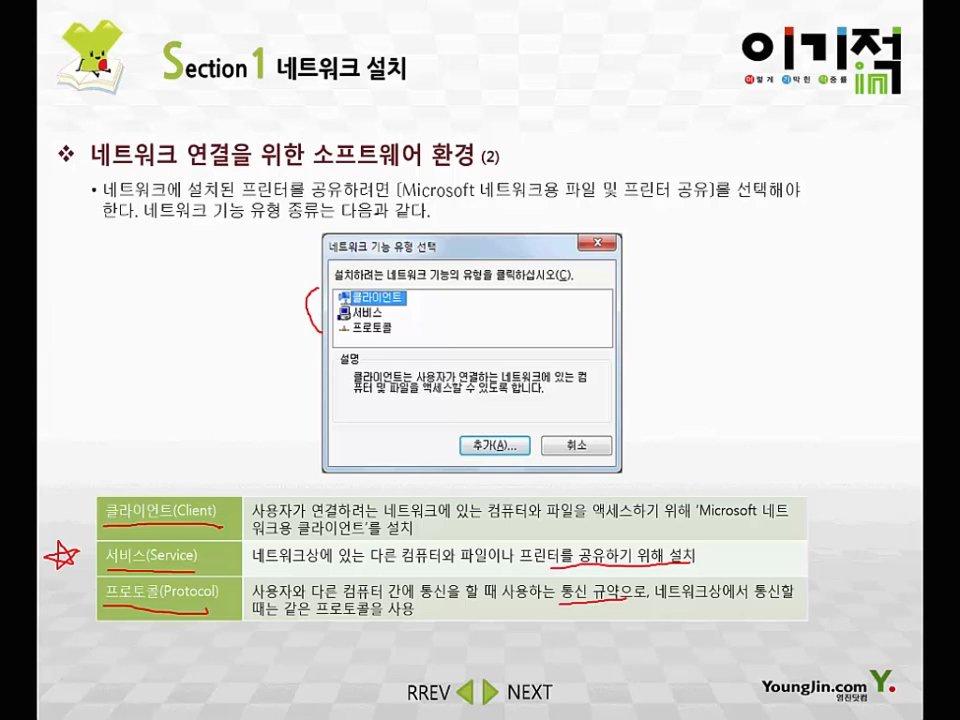 Section 1 네트워크 설치
이기적in
이렇게 기막힌 적중률
❖ 네트워크 연결을 위한 소프트웨어 환경 (2)
• 네트워크에 설치된 프린터를 공유하려면 [Microsoft 네트워크용 파일 및 프린터 공유]를 선택해야
한다. 네트워크 기능 유형 종류는 다음과 같다.
네트워크 기능 유형 선택
설치하려는 네트워크 기능의 유형을 클릭하십시오(C).
클라이언트
서비스
프로토콜
설명
클라이언트는 사용자가 연결하는 네트워크에 있는 컴
퓨터 및 파일을 액세스할 수 있도록 합니다.
추가(A)... 취소
클라이언트(Client) 사용자가 연결하려는 네트워크에 있는 컴퓨터와 파일을 액세스하기 위해 'Microsoft 네트
워크용 클라이언트'를 설치
서비스(Service) 네트워크상에 있는 다른 컴퓨터와 파일이나 프린터를 공유하기 위해 설치
프로토콜(Protocol) 사용자와 다른 컴퓨터 간에 통신을 할 때 사용하는 통신 규약으로, 네트워크상에서 통신할
때는 같은 프로토콜을 사용
RREV NEXT
YoungJin.com Y.
영진닷컴